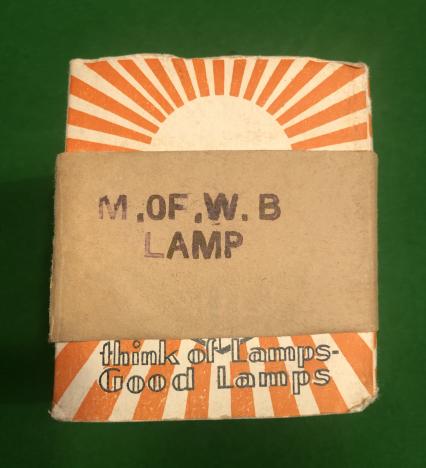 M.OF.W.B
LAMP
think of Lamps-
Good Lamps